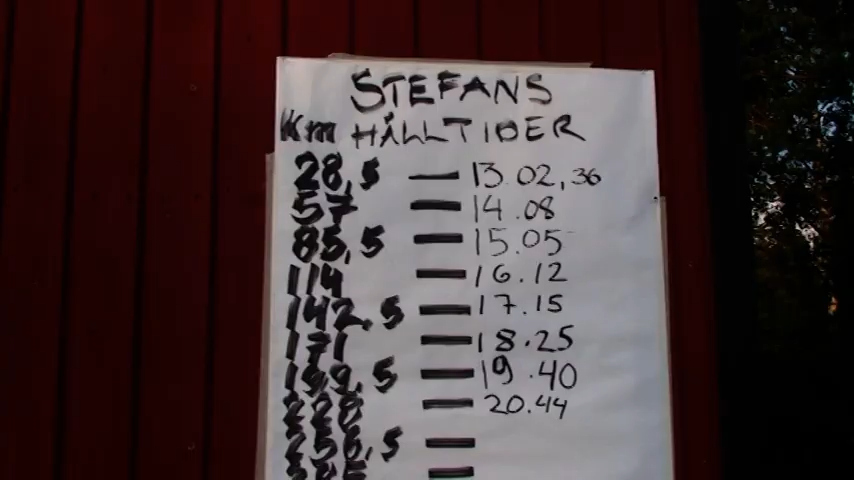 STEFANS
Km HÅLLTIDER
28,5 — 13.02,36
57 — 14.08
85,5 — 15.05
114 — 16.12
142,5 — 17.15
171 — 18.25
199,5 — 19.40
228 — 20.44
256,5 —
285 —